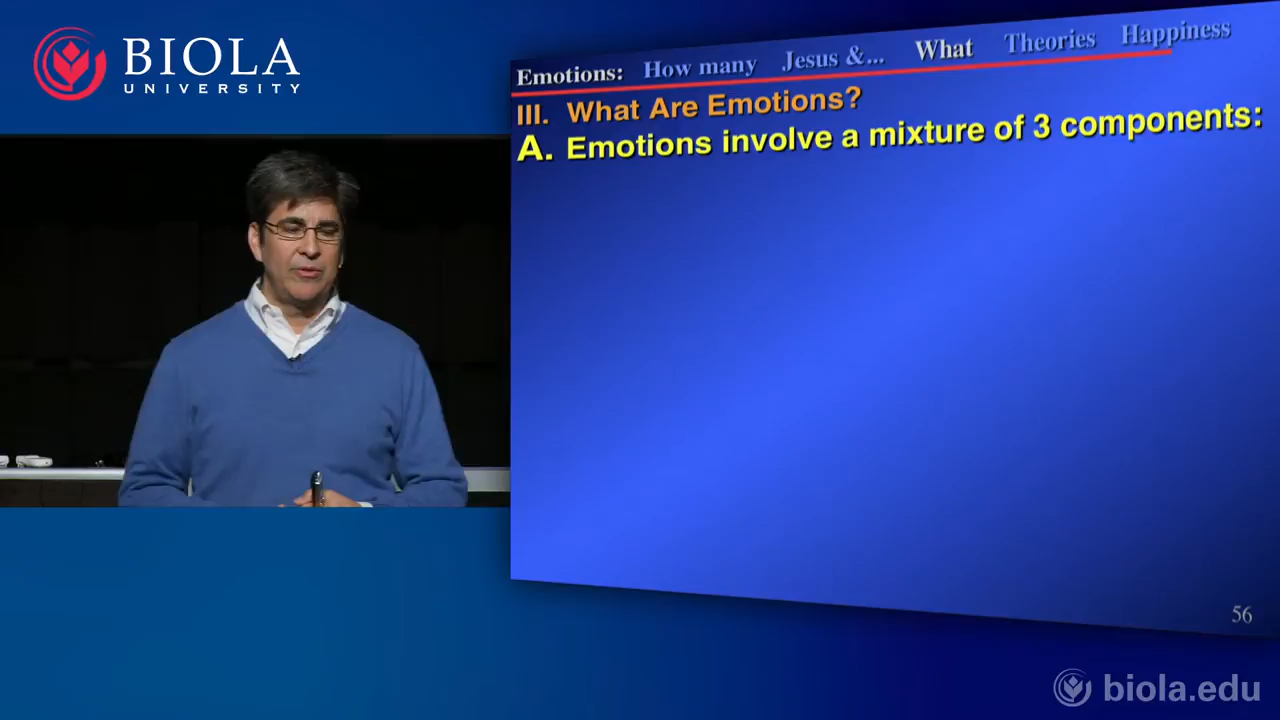 BIOLA
UNIVERSITY
Emotions: How many Jesus &... What Theories Happiness
III. What Are Emotions?
A. Emotions involve a mixture of 3 components:
56
biola.edu